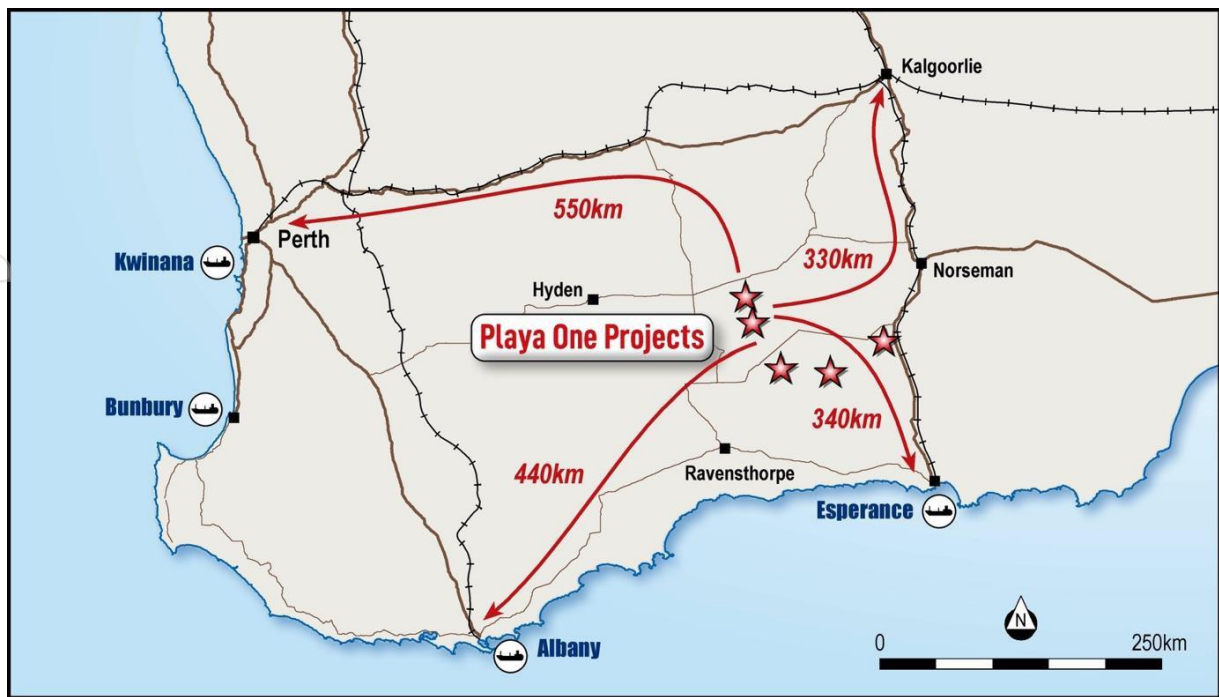 Kalgoorlie
550km
Perth
Kwinana
330km
Norseman
Hyden
Playa One Projects
Bunbury
340km
440km
Ravensthorpe
Esperance
N
Albany
0
250km